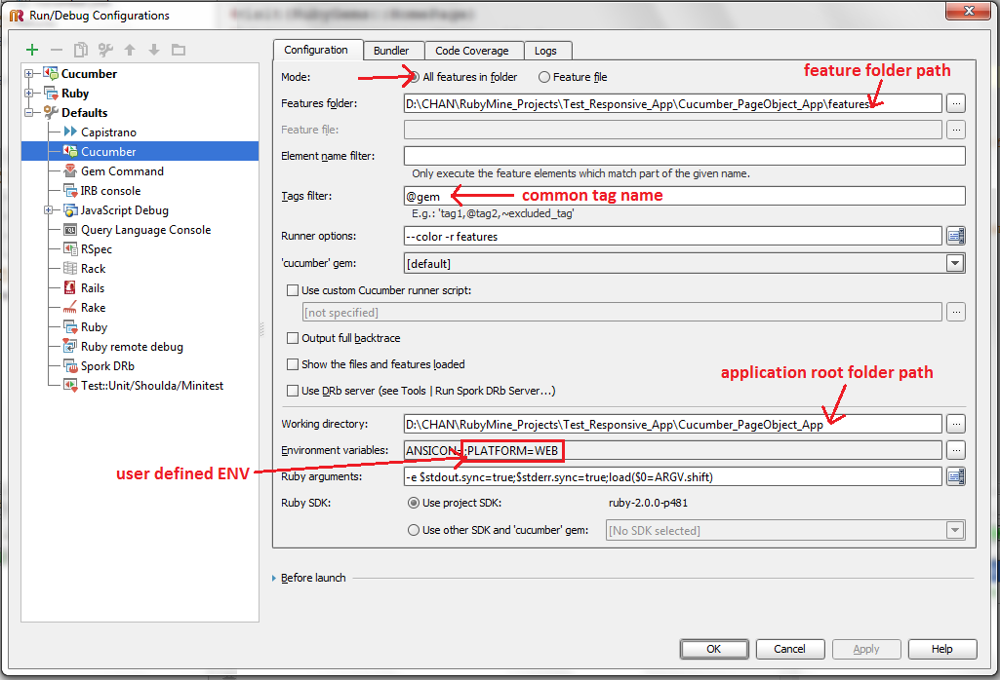 Run/Debug Configurations
Cucumber
Ruby
Defaults
Capistrano
Cucumber
Gem Command
IRB console
JavaScript Debug
Query Language Console
RSpec
Rack
Rails
Rake
Ruby
Ruby remote debug
Spork DRb
Test::Unit/Shoulda/Minitest
Configuration Bundler Code Coverage Logs
Mode: All features in folder Feature file
feature folder path
Features folder: D:\CHAN\RubyMine_Projects\Test_Responsive_App\Cucumber_PageObject_App\features ...
Feature file: ...
Element name filter:
Only execute the feature elements which match part of the given name.
Tags filter: @gem common tag name
E.g.: 'tag1,@tag2,~excluded_tag'
Runner options: --color -r features
'cucumber' gem: [default]
Use custom Cucumber runner script:
[not specified] ...
Output full backtrace
Show the files and features loaded
application root folder path
Use DRb server (see Tools | Run Spork DRb Server...)
Working directory: D:\CHAN\RubyMine_Projects\Test_Responsive_App\Cucumber_PageObject_App ...
Environment variables: ANSICON=;PLATFORM=WEB ...
user defined ENV
Ruby arguments: -e $stdout.sync=true;$stderr.sync=true;load($0=ARGV.shift)
Ruby SDK: Use project SDK: ruby-2.0.0-p481
Use other SDK and 'cucumber' gem: [No SDK selected]
Before launch
OK Cancel Apply Help